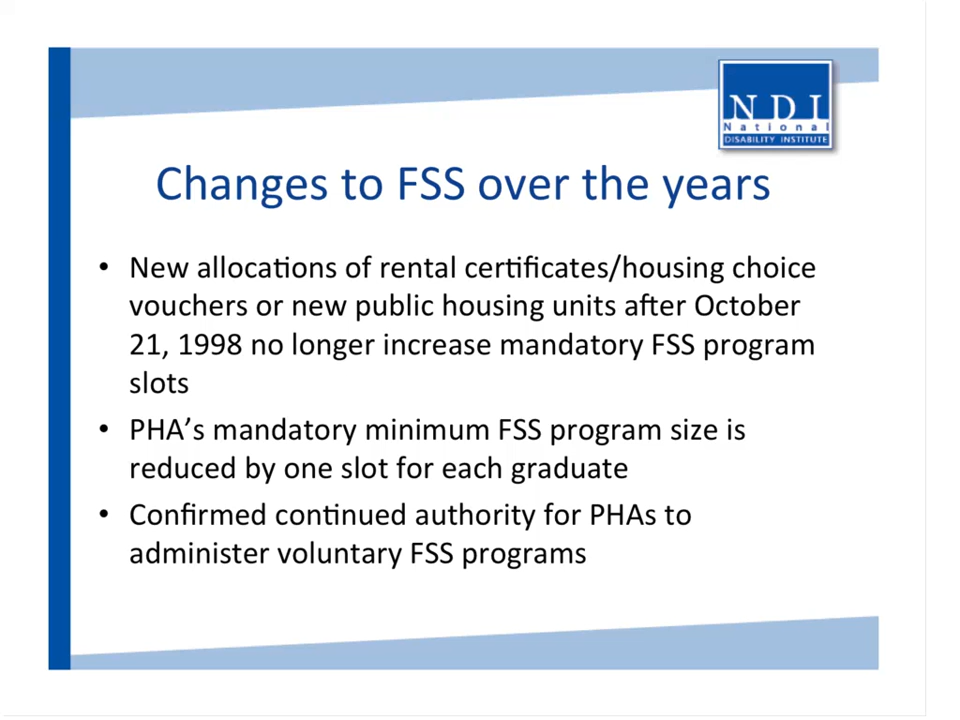 NDI
National
DISABILITY INSTITUTE
Changes to FSS over the years
• New allocations of rental certificates/housing choice
vouchers or new public housing units after October
21, 1998 no longer increase mandatory FSS program
slots
• PHA’s mandatory minimum FSS program size is
reduced by one slot for each graduate
• Confirmed continued authority for PHAs to
administer voluntary FSS programs